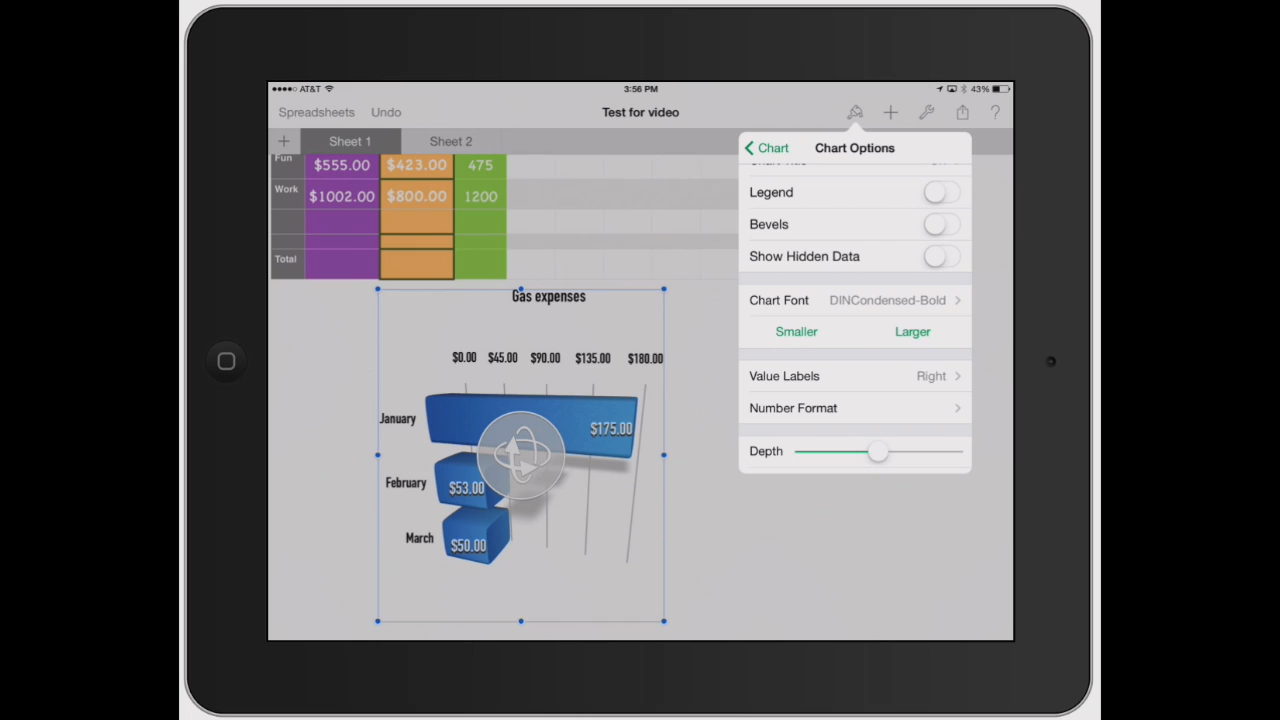 AT&T 3:56 PM 43%
Spreadsheets Undo Test for video ?
Sheet 1 Sheet 2
Fun $555.00 $423.00 475
Work $1002.00 $800.00 1200
Total
Gas expenses
$0.00 $45.00 $90.00 $135.00 $180.00
January $175.00
February $53.00
March $50.00
Chart Chart Options
Legend
Bevels
Show Hidden Data
Chart Font DINCondensed-Bold
Smaller Larger
Value Labels Right
Number Format
Depth